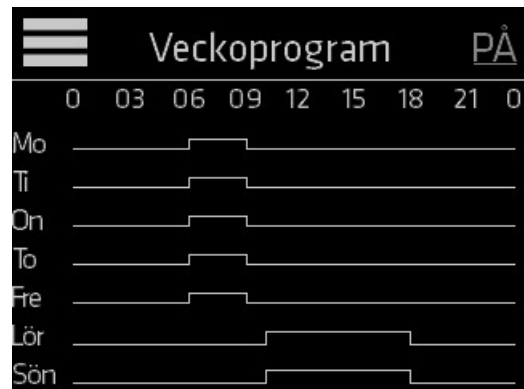 Veckoprogram PÅ
0 03 06 09 12 15 18 21 0
Mo
Ti
On
To
Fre
Lör
Sön